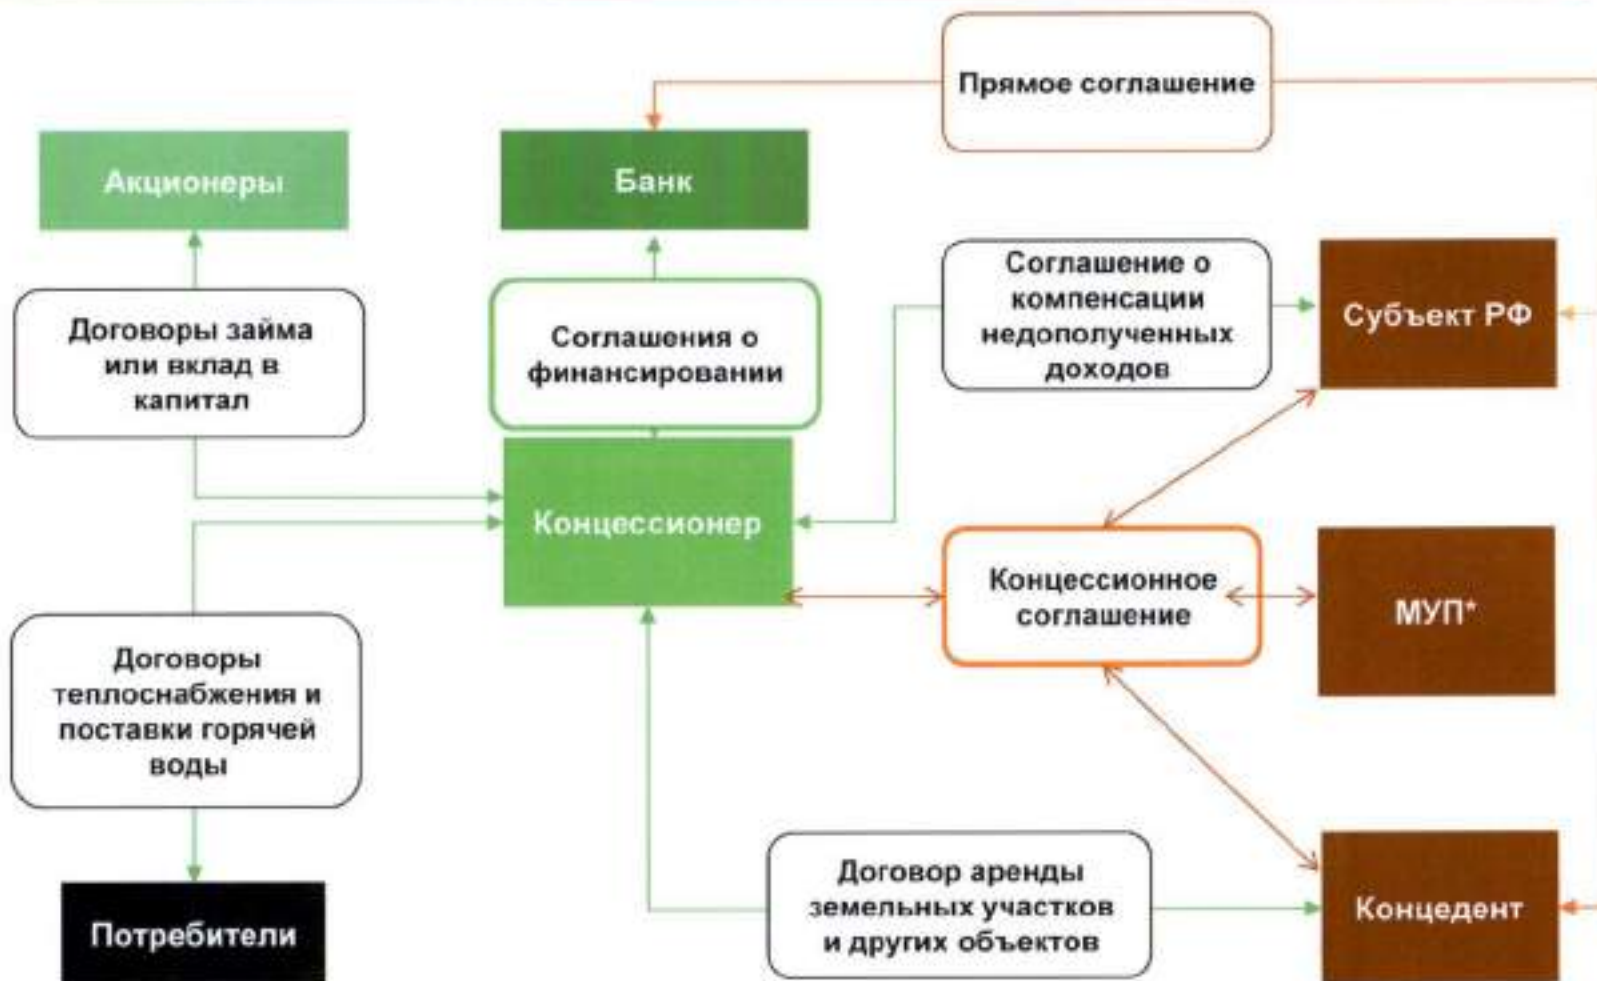 Прямое соглашение
Акционеры
Банк
Договоры займа
или вклад в
капитал
Соглашения о
финансировании
Соглашение о
компенсации
недополученных
доходов
Субъект РФ
Концессионер
Концессионное
соглашение
МУП*
Договоры
теплоснабжения и
поставки горячей
воды
Договор аренды
земельных участков
и других объектов
Концедент
Потребители